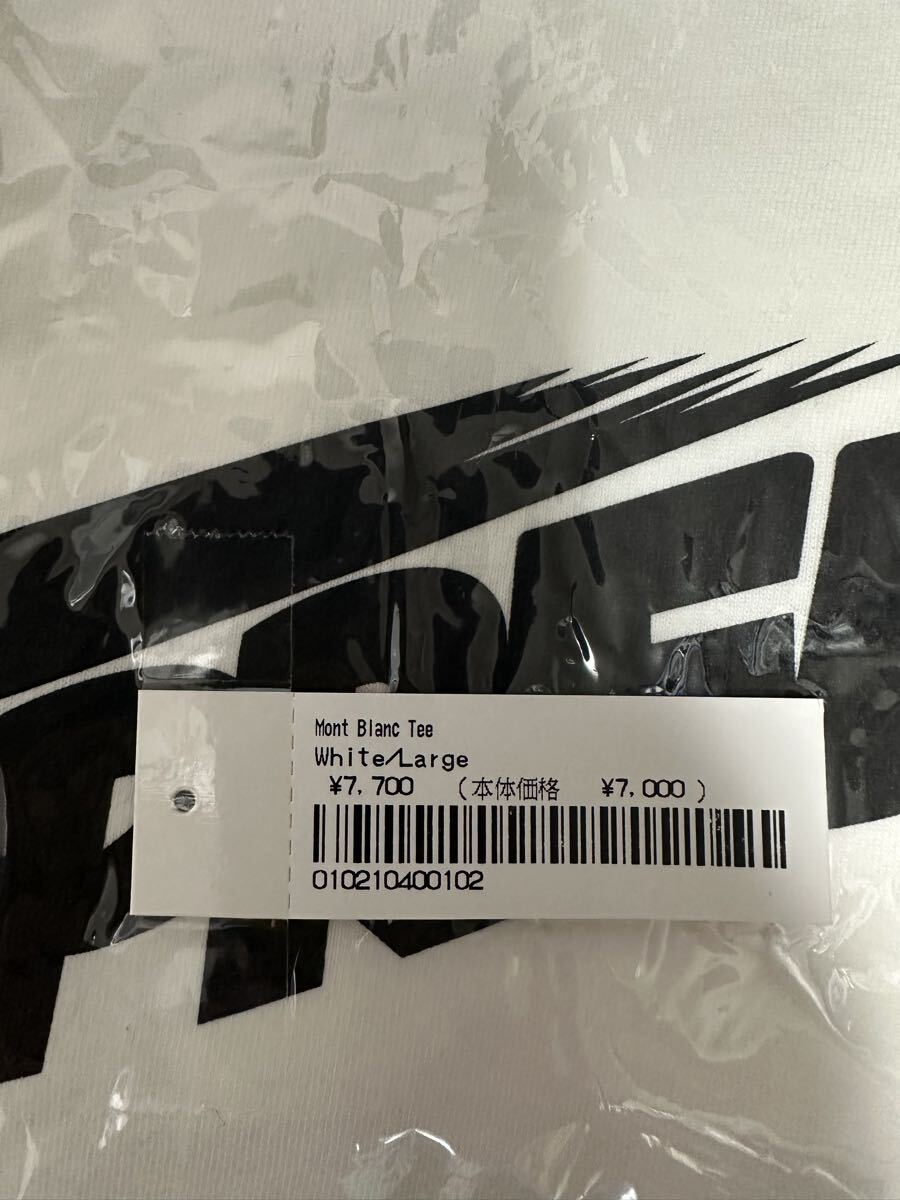 Mont Blanc Tee
White/Large
¥7,700 (本体価格 ¥7,000)
010210400102